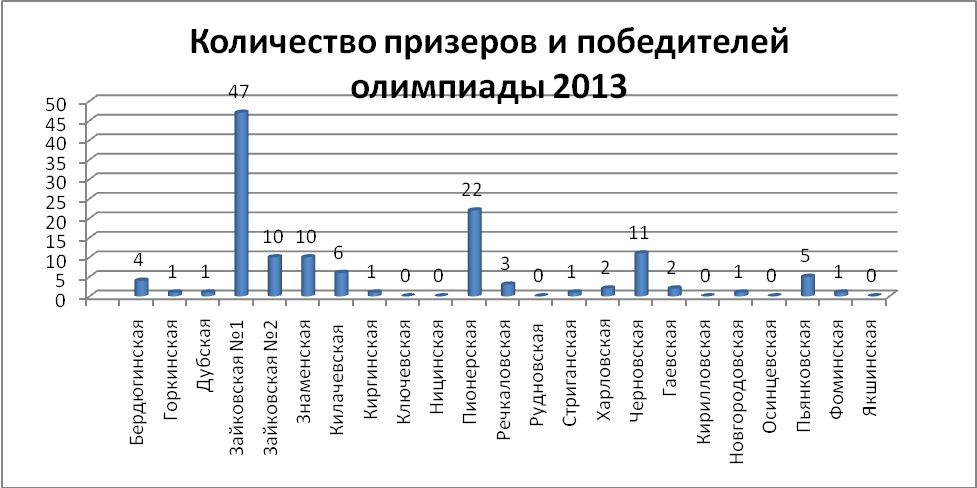 Количество призеров и победителей
олимпиады 2013
50
45
40
35
30
25
20
15
10
5
0
4
1
1
47
10
10
6
1
0
0
22
3
0
1
2
11
2
0
1
0
5
1
0
Бердюгинская
Горкинская
Дубская
Зайковская №1
Зайковская №2
Знаменская
Килачевская
Киргинская
Ключевская
Ницинская
Пионерская
Речкаловская
Рудновская
Стриганская
Харловская
Черновская
Гаевская
Кирилловская
Новгородовская
Осинцевская
Пьянковская
Фоминская
Якшинская